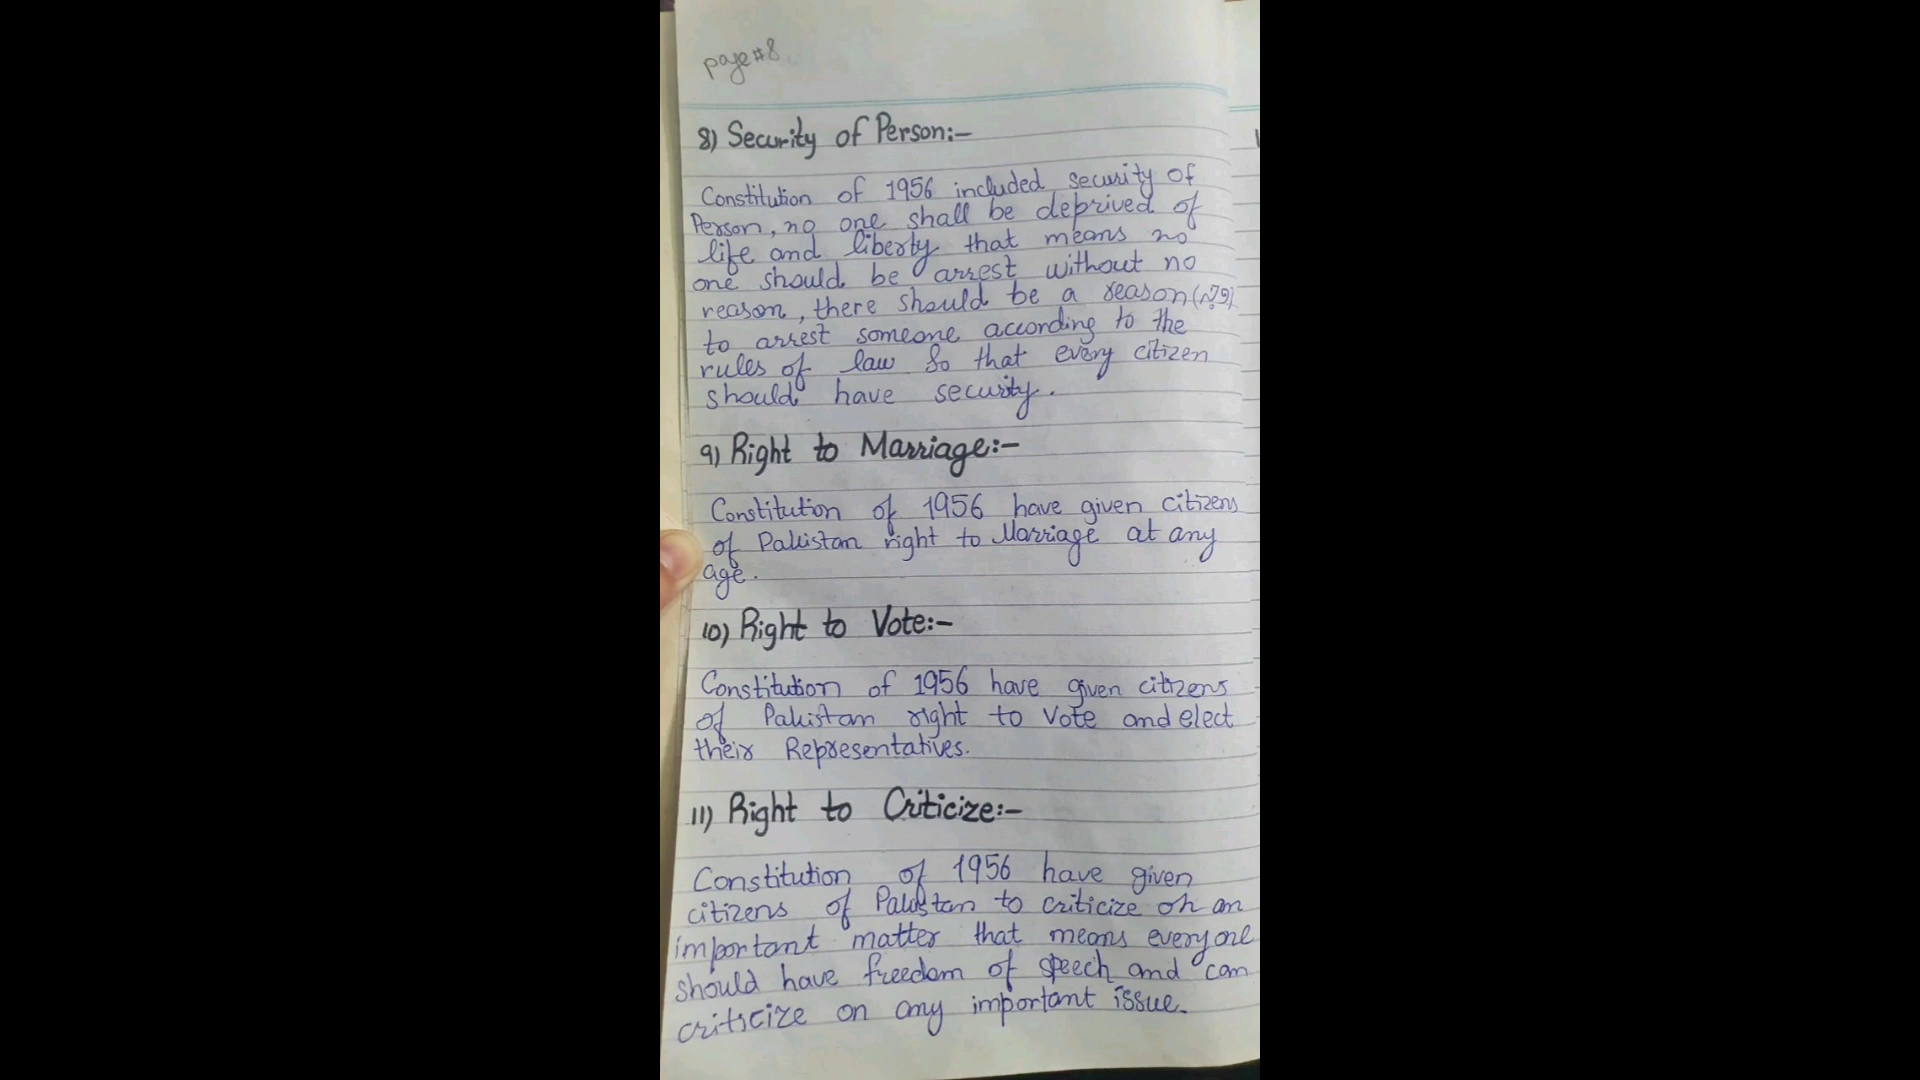 page#8
8) Security of Person:-
Constitution of 1956 included security of
Person, no one shall be deprived of
life and liberty that means no
one should be arrest without no
reason, there should be a reason
to arrest someone according to the
rules of law So that every citizen
should have security.
9) Right to Marriage:-
Constitution of 1956 have given citizens
of Pakistan right to Marriage at any
age.
10) Right to Vote:-
Constitution of 1956 have given citizens
of Pakistan right to Vote and elect
their Representatives.
11) Right to Criticize:-
Constitution of 1956 have given
citizens of Pakistan to criticize on an
important matter that means everyone
should have freedom of speech and can
criticize on any important issue.